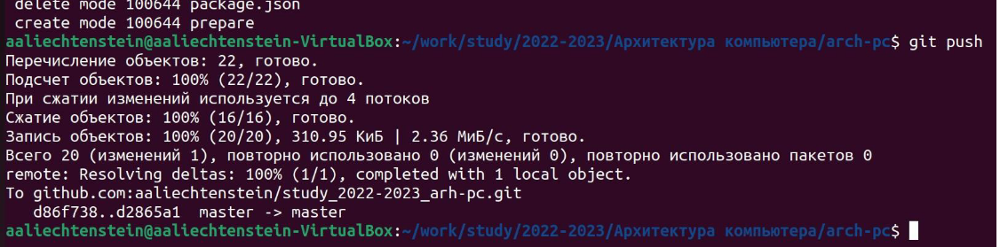 delete mode 100644 package.json
create mode 100644 prepare
aaliechtenstein@aaliechtenstein-VirtualBox:~/work/study/2022-2023/Архитектура компьютера/arch-pc$ git push
Перечисление объектов: 22, готово.
Подсчет объектов: 100% (22/22), готово.
При сжатии изменений используется до 4 потоков
Сжатие объектов: 100% (16/16), готово.
Запись объектов: 100% (20/20), 310.95 КиБ | 2.36 МиБ/с, готово.
Всего 20 (изменений 1), повторно использовано 0 (изменений 0), повторно использовано пакетов 0
remote: Resolving deltas: 100% (1/1), completed with 1 local object.
To github.com:aaliechtenstein/study_2022-2023_arh-pc.git
d86f738..d2865a1  master -> master
aaliechtenstein@aaliechtenstein-VirtualBox:~/work/study/2022-2023/Архитектура компьютера/arch-pc$